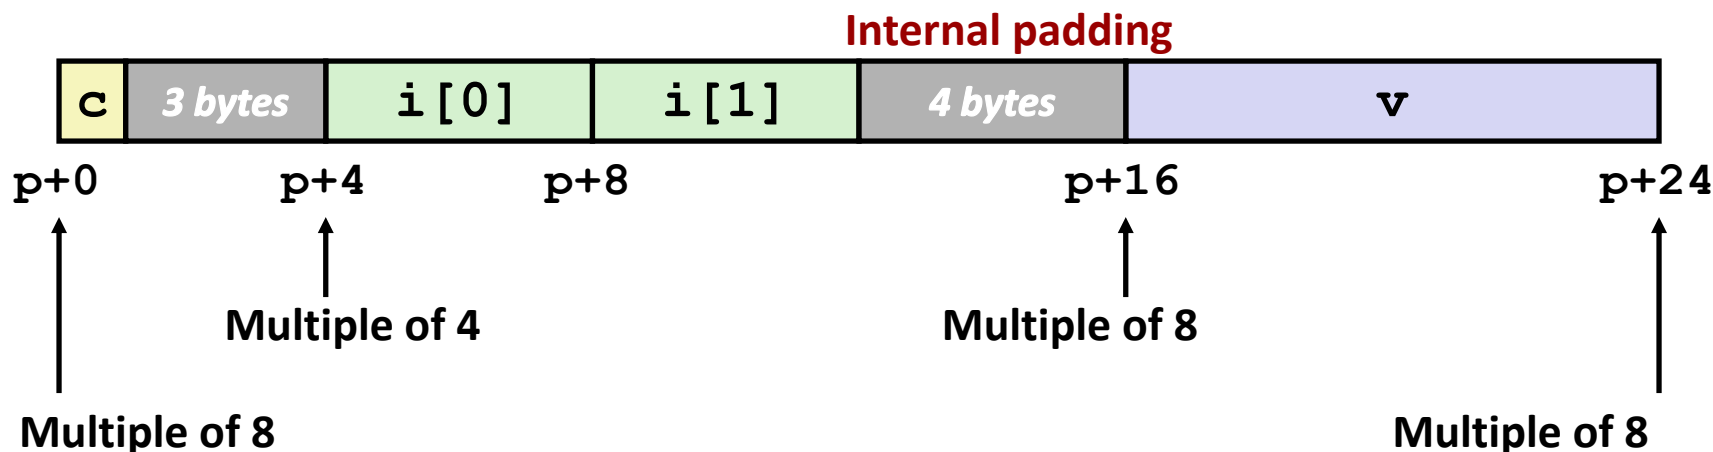 Internal padding
c 3 bytes i[0] i[1] 4 bytes v
p+0 p+4 p+8 p+16 p+24
Multiple of 4 Multiple of 8
Multiple of 8 Multiple of 8